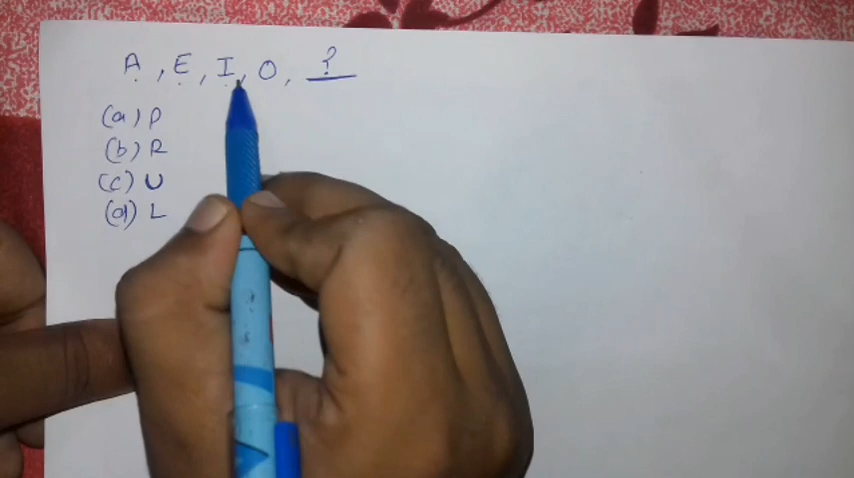 A, E, I, O, ?
(a) P
(b) R
(c) U
(d) L